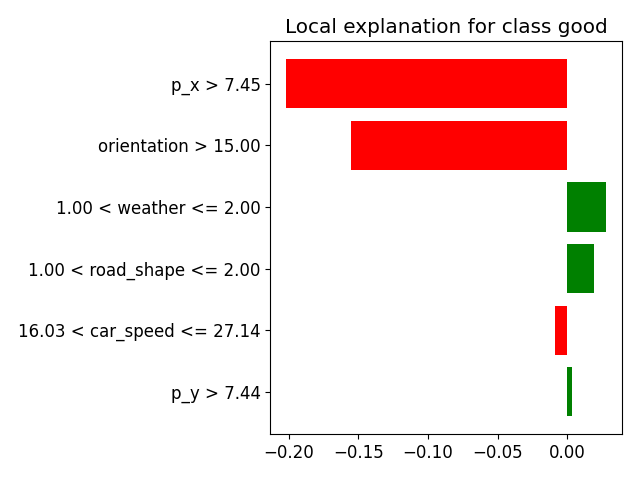 Local explanation for class good
p_x > 7.45
orientation > 15.00
1.00 < weather <= 2.00
1.00 < road_shape <= 2.00
16.03 < car_speed <= 27.14
p_y > 7.44
−0.20 −0.15 −0.10 −0.05 0.00